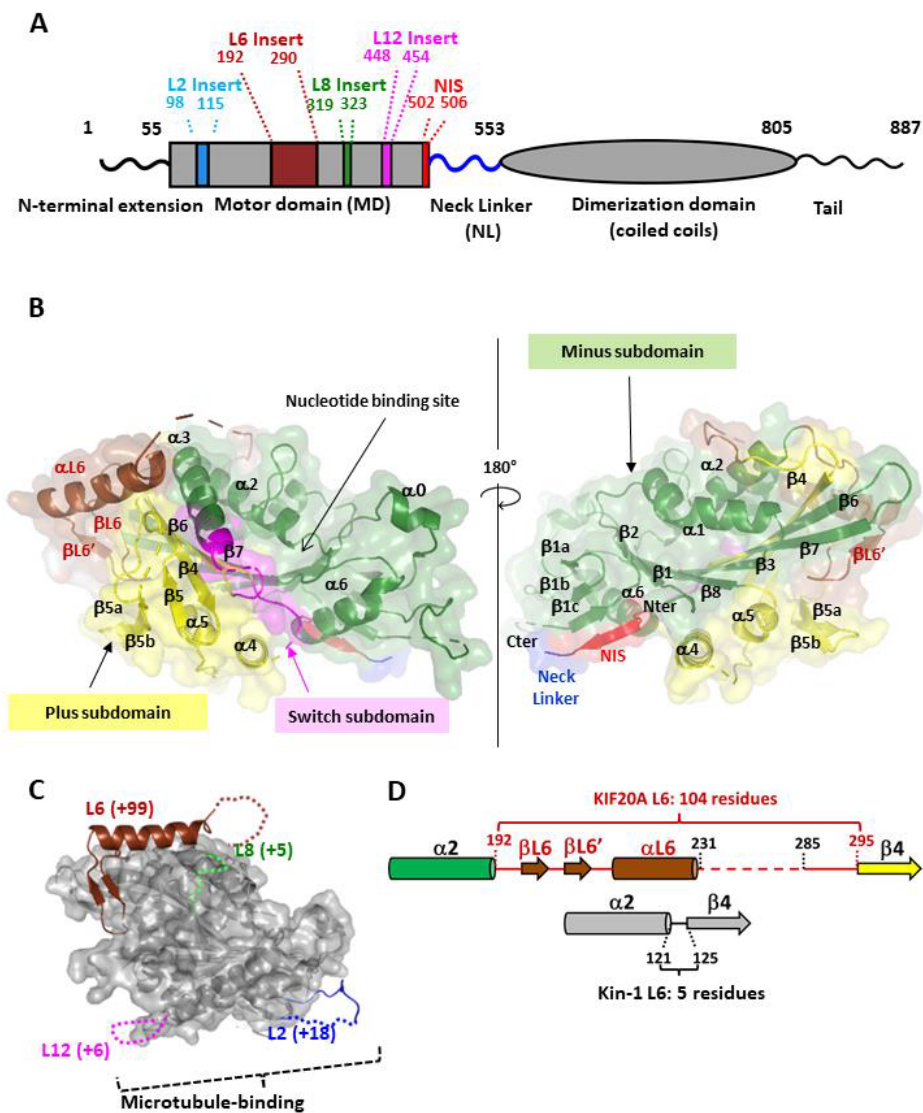 A
L6 Insert
192 290
L12 Insert
448 454
L2 Insert
98 115
L8 Insert
319 323
NIS
502 506
1
55
553
805
887
N-terminal extension
Motor domain (MD)
Neck Linker
(NL)
Dimerization domain
(coiled coils)
Tail
B
Minus subdomain
Nucleotide binding site
180°
αL6
α3
α2
α0
βL6
βL6'
β6
β7
β4
β5
β5a
β5b
α5
α4
α6
Plus subdomain
Switch subdomain
α2
β4
β6
α1
β2
β7
βL6'
β1a
β1b
β1c
β1
β3
α6
Nter
β8
α5
β5a
β5b
α4
Cter
NIS
Neck
Linker
C
L6 (+99)
L8 (+5)
L2 (+18)
L12 (+6)
Microtubule-binding
D
KIF20A L6: 104 residues
α2
192
βL6
βL6'
αL6
231
285
295
β4
α2
β4
121
125
Kin-1 L6: 5 residues